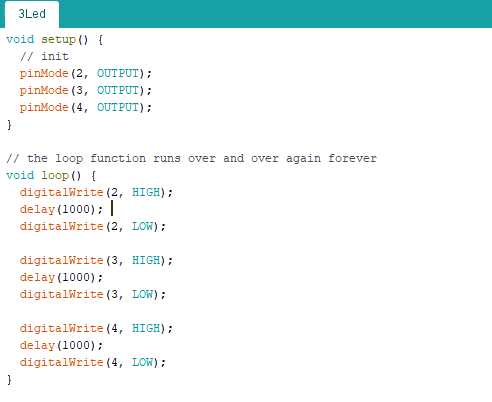 3Led
void setup() {
  // init
  pinMode(2, OUTPUT);
  pinMode(3, OUTPUT);
  pinMode(4, OUTPUT);
}

// the loop function runs over and over again forever
void loop() {
  digitalWrite(2, HIGH);
  delay(1000);
  digitalWrite(2, LOW);

  digitalWrite(3, HIGH);
  delay(1000);
  digitalWrite(3, LOW);

  digitalWrite(4, HIGH);
  delay(1000);
  digitalWrite(4, LOW);
}